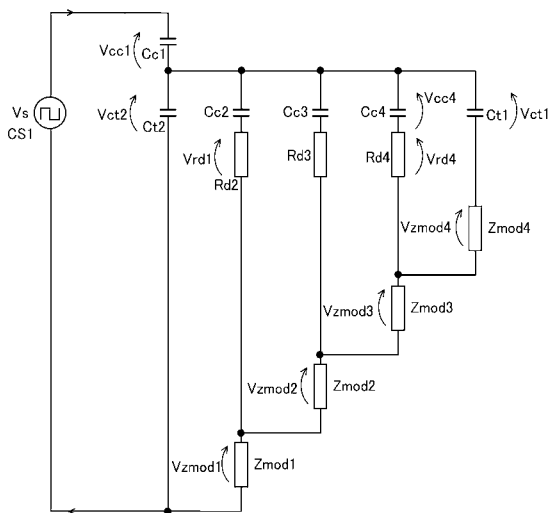 Vcc1 Cc1
Vs CS1
Vct2 Ct2
Cc2
Cc3
Cc4 Vcc4
Ct1 Vct1
Vrd1 Rd2
Rd3
Rd4 Vrd4
Vzmod4 Zmod4
Vzmod3 Zmod3
Vzmod2 Zmod2
Vzmod1 Zmod1